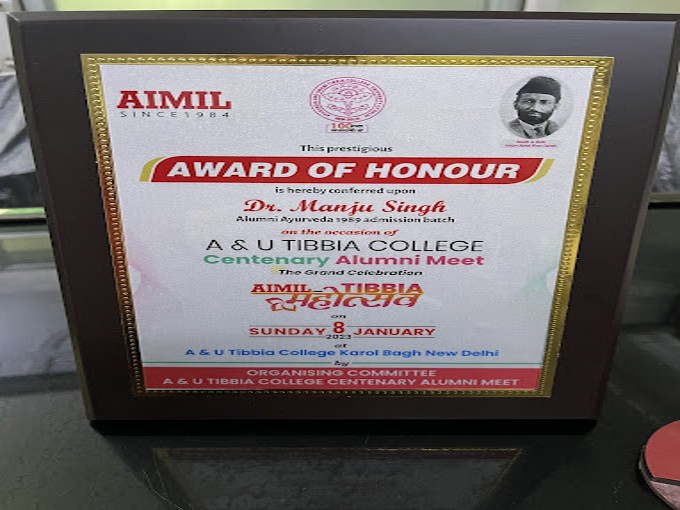 AIMIL
SINCE 1984
100
This prestigious
AWARD OF HONOUR
is hereby conferred upon
Dr. Manju Singh
Alumni Ayurveda 1989 admission batch
on the occasion of
A & U TIBBIA COLLEGE
Centenary Alumni Meet
The Grand Celebration
AIMIL TIBBIA
महोत्सव
on
SUNDAY 8 JANUARY
2023
at
A & U Tibbia College Karol Bagh New Delhi
by
ORGANISING COMMITTEE
A & U TIBBIA COLLEGE CENTENARY ALUMNI MEET